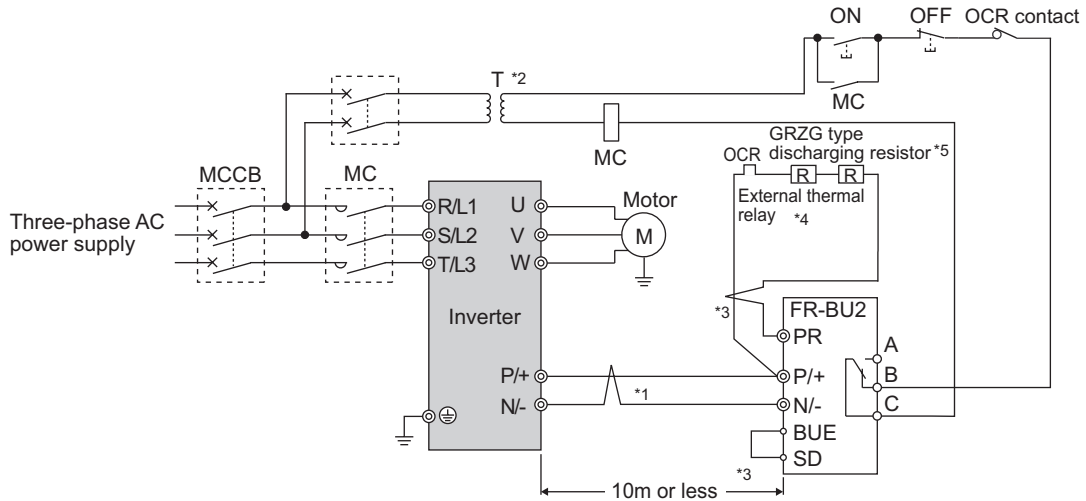 ON
OFF
OCR contact
T *2
MC
MC
GRZG type
discharging resistor *5
OCR
R
R
External thermal
relay *4
MCCB
MC
Three-phase AC
power supply
R/L1
S/L2
T/L3
U
V
W
Motor
M
Inverter
*3
FR-BU2
PR
A
B
C
P/+
N/-
*1
P/+
N/-
BUE
SD
*3
10m or less